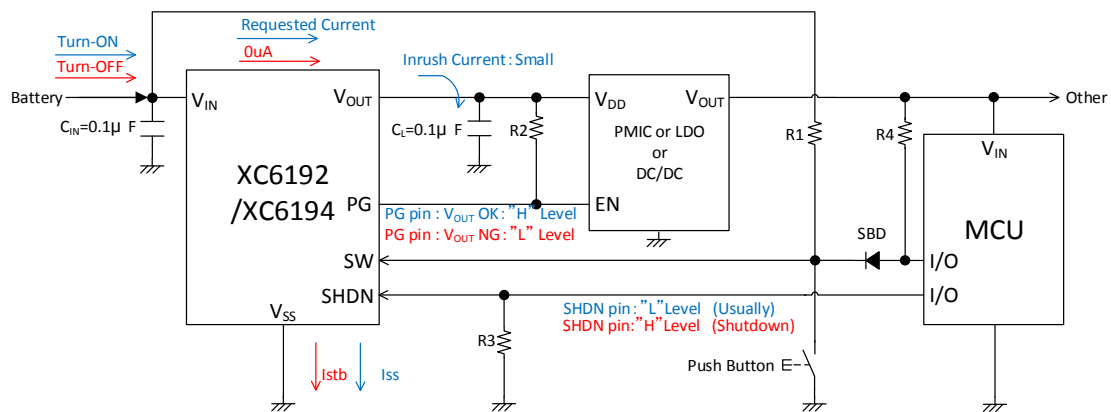 Requested Current
Turn-ON
0uA
Turn-OFF
Inrush Current : Small
Battery
VIN
VOUT
VDD
VOUT
Other
CIN=0.1μ F
CL=0.1μ F
R2
PMIC or LDO
or
DC/DC
R1
R4
VIN
XC6192
/XC6194
PG
EN
PG pin : VOUT OK : "H" Level
PG pin : VOUT NG : "L" Level
MCU
SBD
SW
I/O
SHDN
I/O
SHDN pin : "L"Level (Usually)
SHDN pin:"H"Level (Shutdown)
VSS
R3
Push Button
Istb
Iss